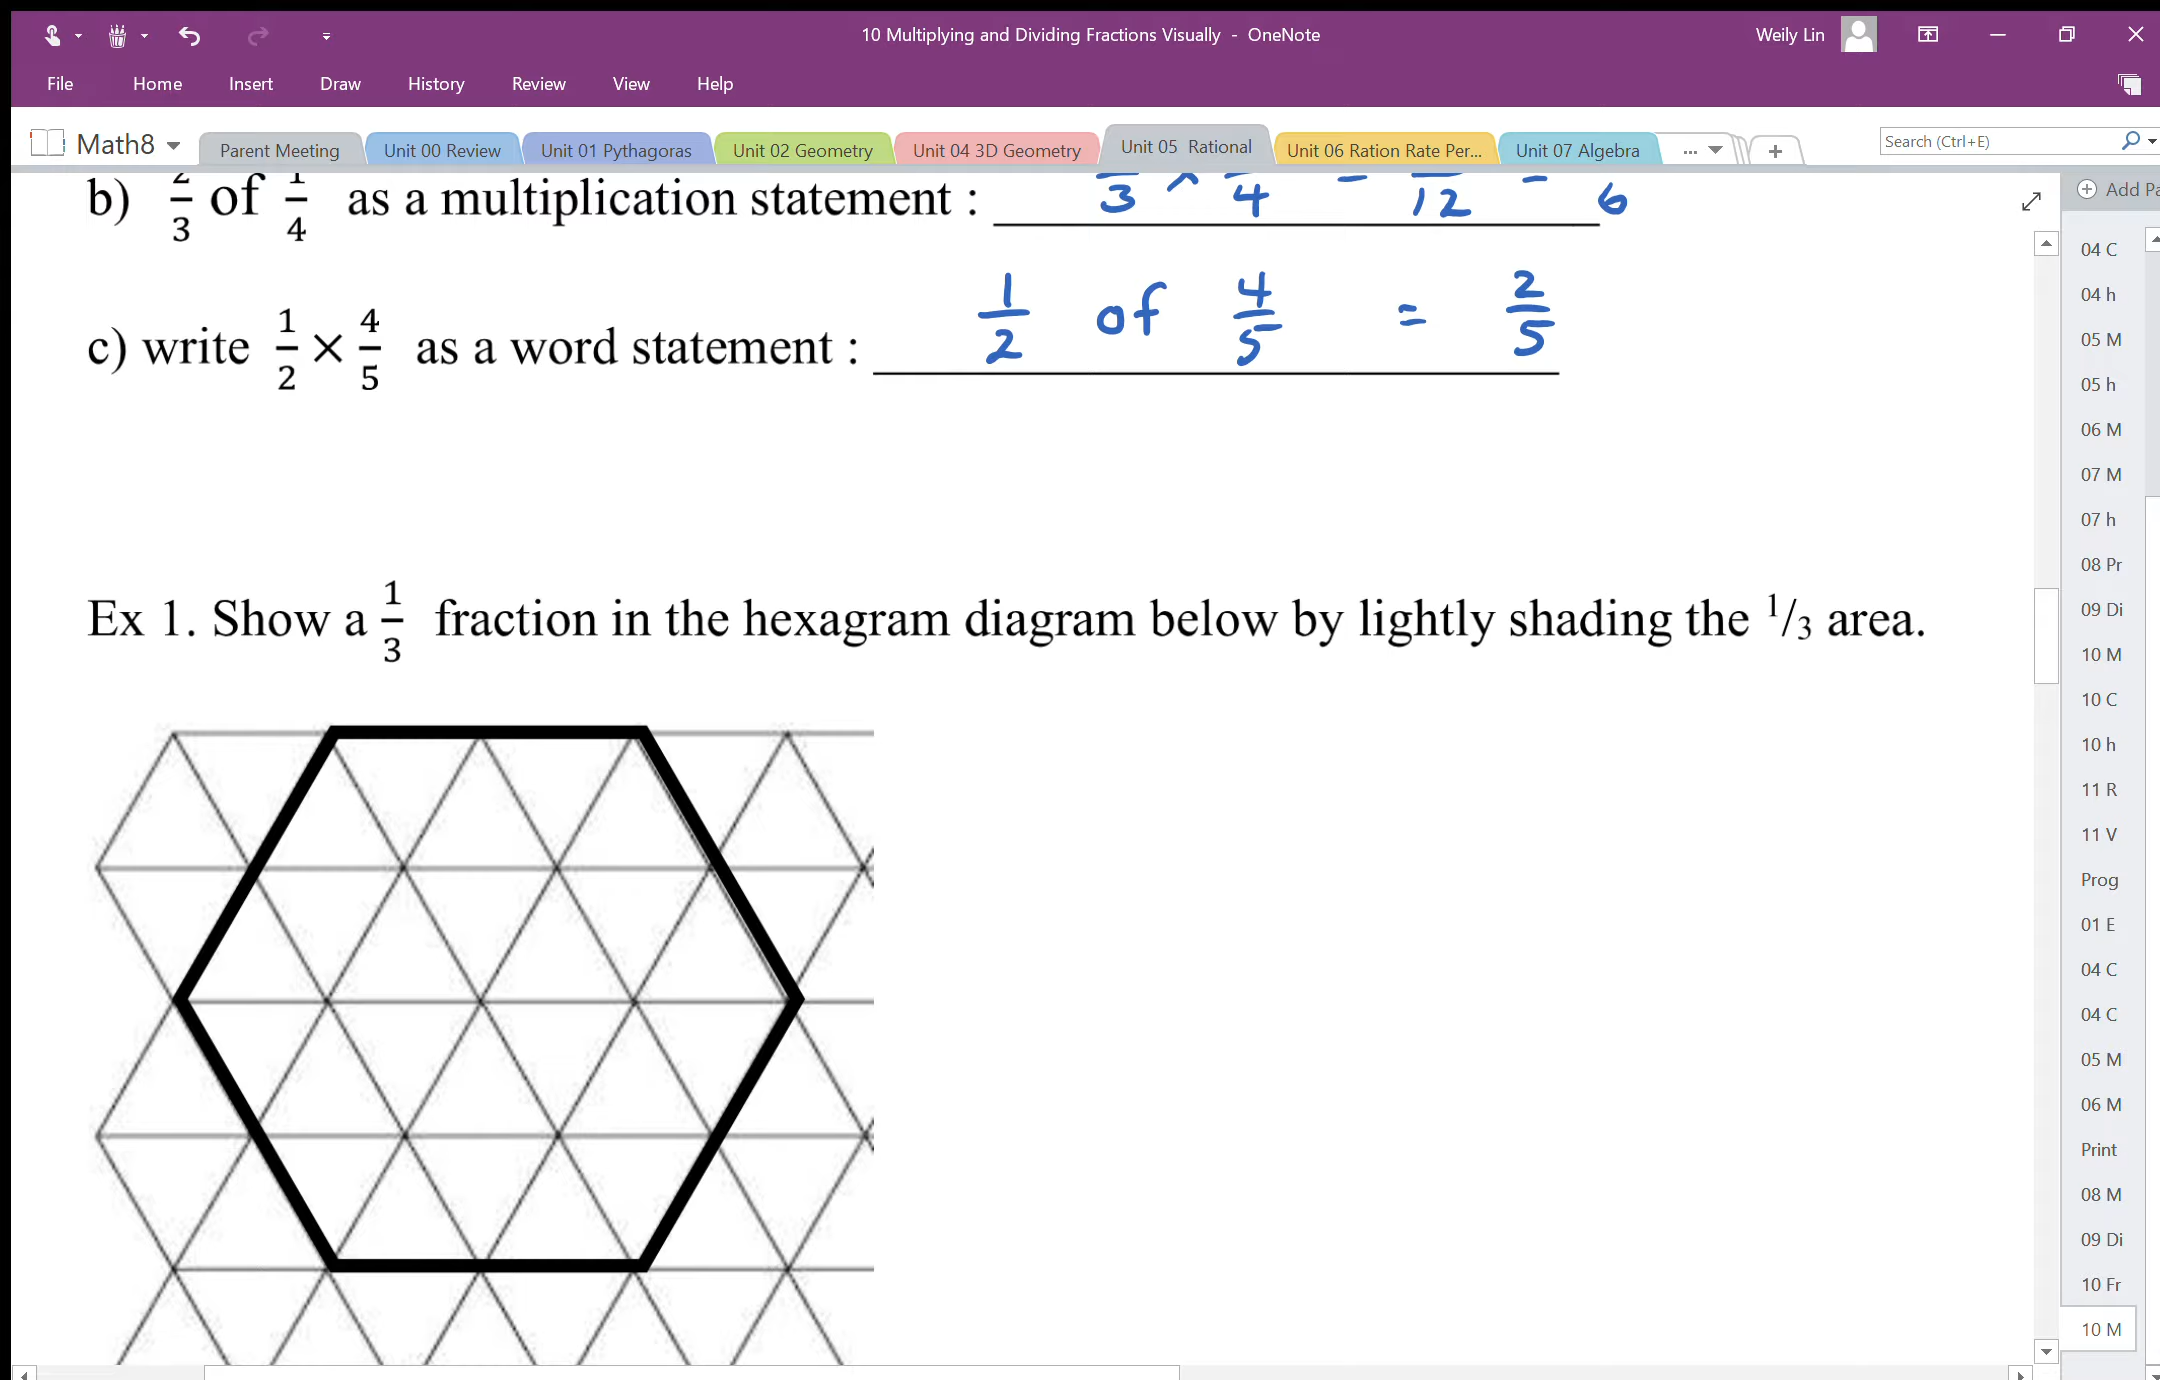 10 Multiplying and Dividing Fractions Visually - OneNote
Weily Lin
File Home Insert Draw History Review View Help
Math8 Parent Meeting Unit 00 Review Unit 01 Pythagoras Unit 02 Geometry Unit 04 3D Geometry Unit 05 Rational Unit 06 Ration Rate Per... Unit 07 Algebra ... + Search (Ctrl+E)
b) 2/3 of 1/4 as a multiplication statement : 3 × 4 = 12 = 6
Add Pa
c) write 1/2 × 4/5 as a word statement : 1/2 of 4/5 = 2/5
Ex 1. Show a 1/3 fraction in the hexagram diagram below by lightly shading the 1/3 area.
04 C
04 h
05 M
05 h
06 M
07 M
07 h
08 Pr
09 Di
10 M
10 C
10 h
11 R
11 V
Prog
01 E
04 C
04 C
05 M
06 M
Print
08 M
09 Di
10 Fr
10 M